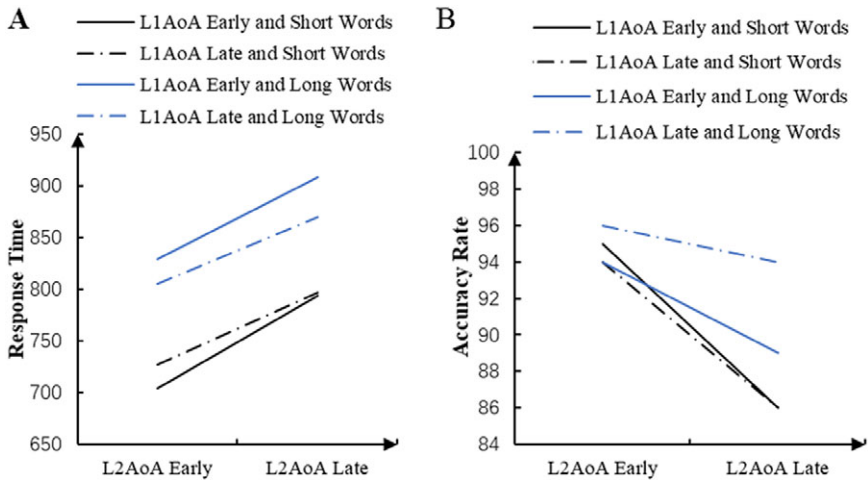 A
L1AoA Early and Short Words
L1AoA Late and Short Words
L1AoA Early and Long Words
L1AoA Late and Long Words
950
900
850
800
750
700
650
Response Time
L2AoA Early
L2AoA Late
B
L1AoA Early and Short Words
L1AoA Late and Short Words
L1AoA Early and Long Words
L1AoA Late and Long Words
100
98
96
94
92
90
88
86
84
Accuracy Rate
L2AoA Early
L2AoA Late